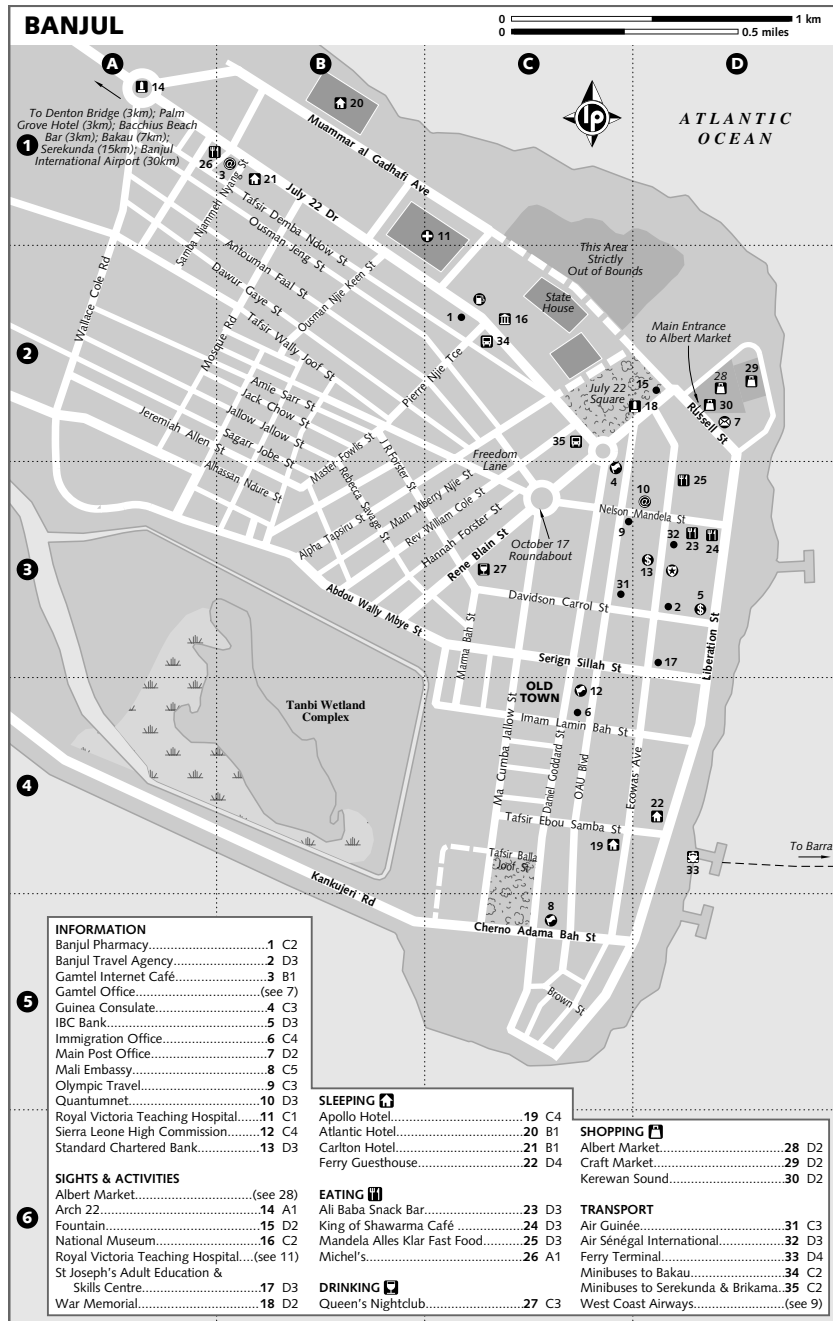 BANJUL
0 1 km
0 0.5 miles
A
B
C
D
1
2
3
4
5
6
14
To Denton Bridge (3km); Palm
Grove Hotel (3km); Bacchius Beach
Bar (3km); Bakau (7km);
Serekunda (15km); Banjul
International Airport (30km)
20
lp
ATLANTIC
OCEAN
Muammar al Gadhafi Ave
26
3
21
July 22 Dr
11
Samba Njammeh Nyang St
Tafsir Demba Ndow St
Ousman Jeng St
Antouman Faal St
Dawur Gaye St
Ousman Njie Keen St
Wallace Cole Rd
Mosque Rd
Tafsir Wally Joof St
This Area
Strictly
Out of Bounds
State
House
1
16
34
Main Entrance
to Albert Market
Pierre Njie Tce
July 22
Square
15
18
28
29
30
7
Russell St
Amie Sarr St
Jack Chow St
Jallow Jallow St
Sagarr Jobe St
Jeremiah Allen St
Alhassan Ndure St
Master Fowlis St
J R Forster St
Rebecca Savage St
35
Freedom
Lane
4
25
10
Mam Mberry Nje St
Rev. William Cole St
Alpha Tapsiru St
Hannah Forster St
Rene Blain St
Nelson Mandela St
9
October 17
Roundabout
32
23
24
27
13
31
5
2
Abdou Wally Mbye St
Davidson Carrol St
Liberation St
Marma Bah St
Serign Sillah St
17
OLD
TOWN
12
6
Tanbi Wetland
Complex
Imam Lamin Bah St
Ma Cumba Jallow St
Daniel Goddard St
OAU Blvd
Ecowas Ave
22
Tafsir Ebou Samba St
19
To Barra
33
Tafsir Balla
Joof St
Kankujeri Rd
8
Cherno Adama Bah St
Brown St
INFORMATION
Banjul Pharmacy 1 C2
Banjul Travel Agency 2 D3
Gamtel Internet Café 3 B1
Gamtel Office (see 7)
Guinea Consulate 4 C3
IBC Bank 5 D3
Immigration Office 6 C4
Main Post Office 7 D2
Mali Embassy 8 C5
Olympic Travel 9 C3
Quantumnet 10 D3
Royal Victoria Teaching Hospital 11 C1
Sierra Leone High Commission 12 C4
Standard Chartered Bank 13 D3
SIGHTS & ACTIVITIES
Albert Market (see 28)
Arch 22 14 A1
Fountain 15 D2
National Museum 16 C2
Royal Victoria Teaching Hospital (see 11)
St Joseph's Adult Education &
Skills Centre 17 D3
War Memorial 18 D2
SLEEPING
Apollo Hotel 19 C4
Atlantic Hotel 20 B1
Carlton Hotel 21 B1
Ferry Guesthouse 22 D4
EATING
Ali Baba Snack Bar 23 D3
King of Shawarma Café 24 D3
Mandela Alles Klar Fast Food 25 D3
Michel's 26 A1
DRINKING
Queen's Nightclub 27 C3
SHOPPING
Albert Market 28 D2
Craft Market 29 D2
Kerewan Sound 30 D2
TRANSPORT
Air Guinée 31 C3
Air Sénégal International 32 D3
Ferry Terminal 33 D4
Minibuses to Bakau 34 C2
Minibuses to Serekunda & Brikama 35 C2
West Coast Airways (see 9)